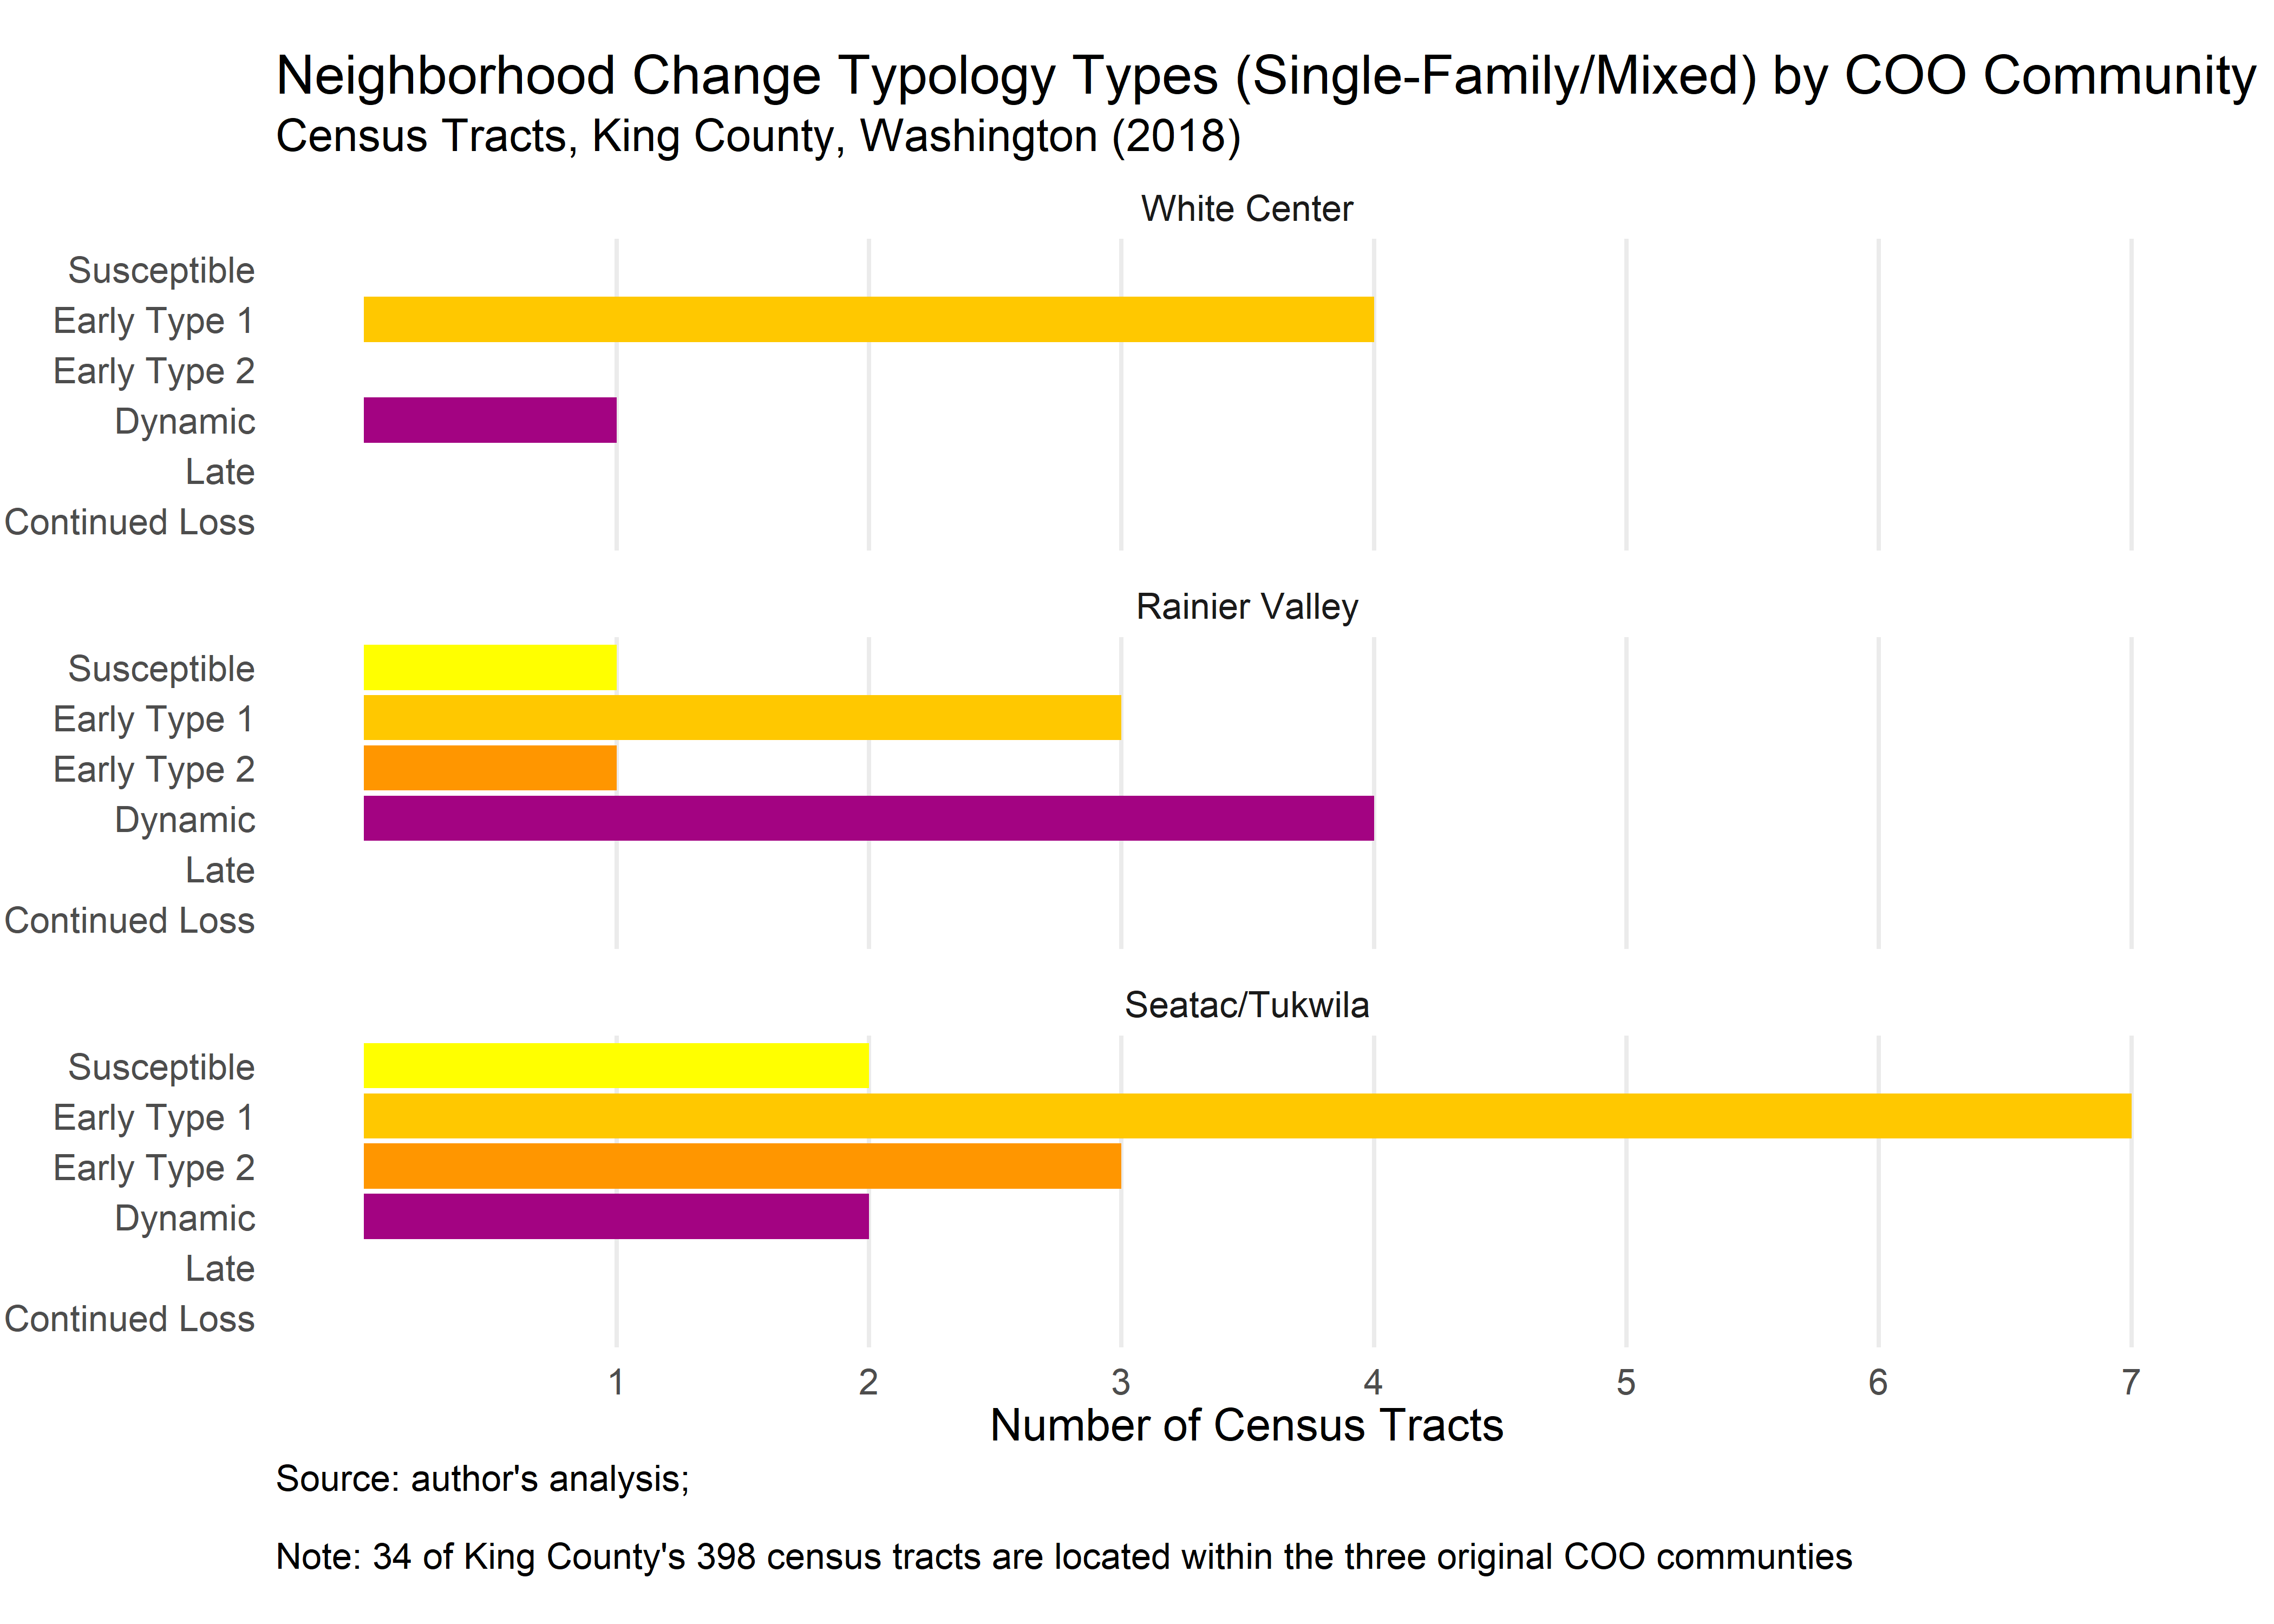 Neighborhood Change Typology Types (Single-Family/Mixed) by COO Community
Census Tracts, King County, Washington (2018)
White Center
Susceptible
Early Type 1
Early Type 2
Dynamic
Late
Continued Loss
Rainier Valley
Susceptible
Early Type 1
Early Type 2
Dynamic
Late
Continued Loss
Seatac/Tukwila
Susceptible
Early Type 1
Early Type 2
Dynamic
Late
Continued Loss
1 2 3 4 5 6 7
Number of Census Tracts
Source: author's analysis;
Note: 34 of King County's 398 census tracts are located within the three original COO communties